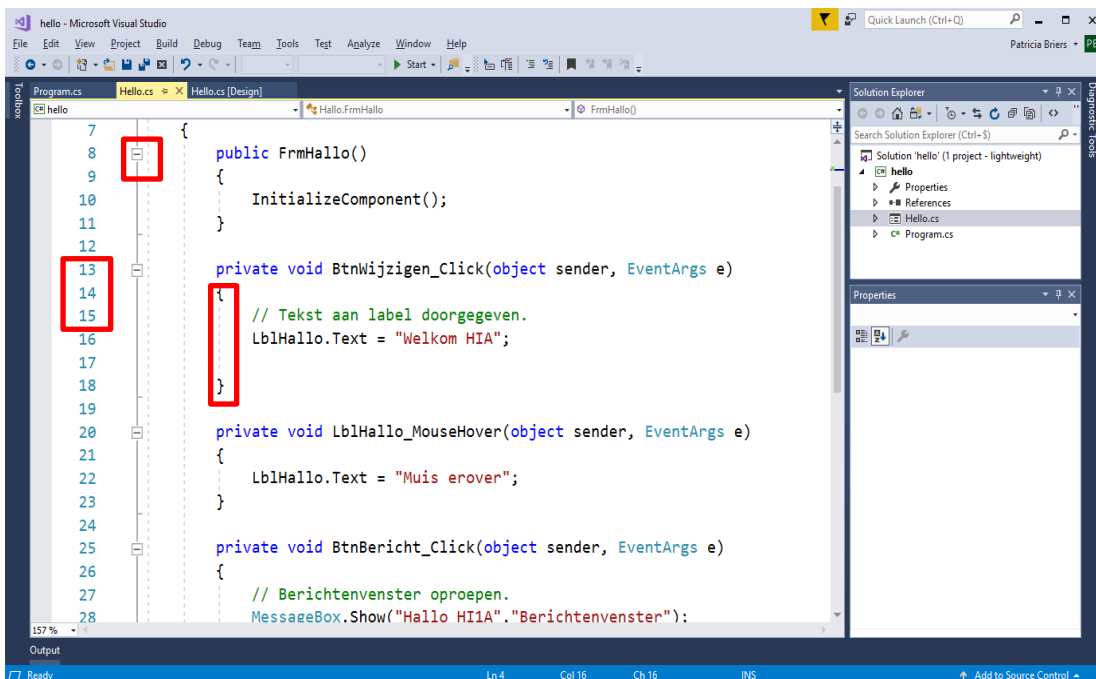 hello - Microsoft Visual Studio
Quick Launch (Ctrl+Q)
File Edit View Project Build Debug Team Tools Test Analyze Window Help
Patricia Briers
PB
Start
Toolbox
Program.cs
Hello.cs
Hello.cs [Design]
C# hello
Hallo.FrmHallo
FrmHallo()
7 {
8 public FrmHallo()
9 {
10 InitializeComponent();
11 }
12
13 private void BtnWijzigen_Click(object sender, EventArgs e)
14 {
15 // Tekst aan label doorgegeven.
16 LblHallo.Text = "Welkom HIA";
17
18 }
19
20 private void LblHallo_MouseHover(object sender, EventArgs e)
21 {
22 LblHallo.Text = "Muis erover";
23 }
24
25 private void BtnBericht_Click(object sender, EventArgs e)
26 {
27 // Berichtenvenster oproepen.
28 MessageBox.Show("Hallo HI1A","Berichtenvenster");
157 %
Solution Explorer
Search Solution Explorer (Ctrl+$)
Solution 'hello' (1 project - lightweight)
C# hello
Properties
References
Hello.cs
C# Program.cs
Properties
Diagnostic Tools
Output
Ready
Ln 4 Col 16 Ch 16 INS
Add to Source Control